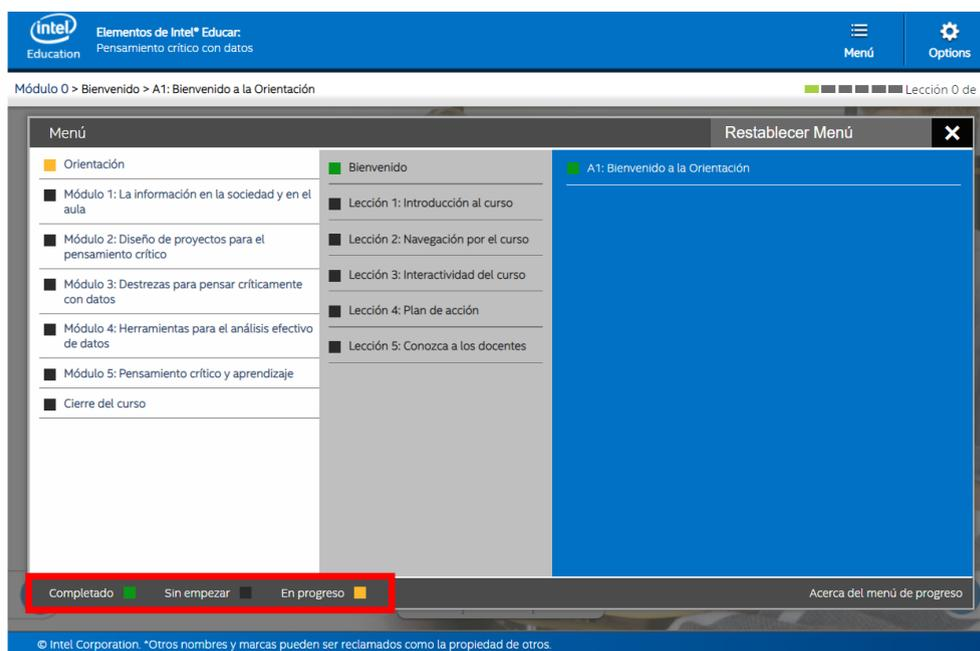 intel
Education
Elementos de Intel® Educar:
Pensamiento crítico con datos
Menú
Options
Módulo 0 > Bienvenido > A1: Bienvenido a la Orientación
Lección 0 de
Menú
Restablecer Menú
Orientación
Módulo 1: La información en la sociedad y en el
aula
Módulo 2: Diseño de proyectos para el
pensamiento crítico
Módulo 3: Destrezas para pensar críticamente
con datos
Módulo 4: Herramientas para el análisis efectivo
de datos
Módulo 5: Pensamiento crítico y aprendizaje
Cierre del curso
Bienvenido
Lección 1: Introducción al curso
Lección 2: Navegación por el curso
Lección 3: Interactividad del curso
Lección 4: Plan de acción
Lección 5: Conozca a los docentes
A1: Bienvenido a la Orientación
Completado
Sin empezar
En progreso
Acerca del menú de progreso
© Intel Corporation. *Otros nombres y marcas pueden ser reclamados como la propiedad de otros.